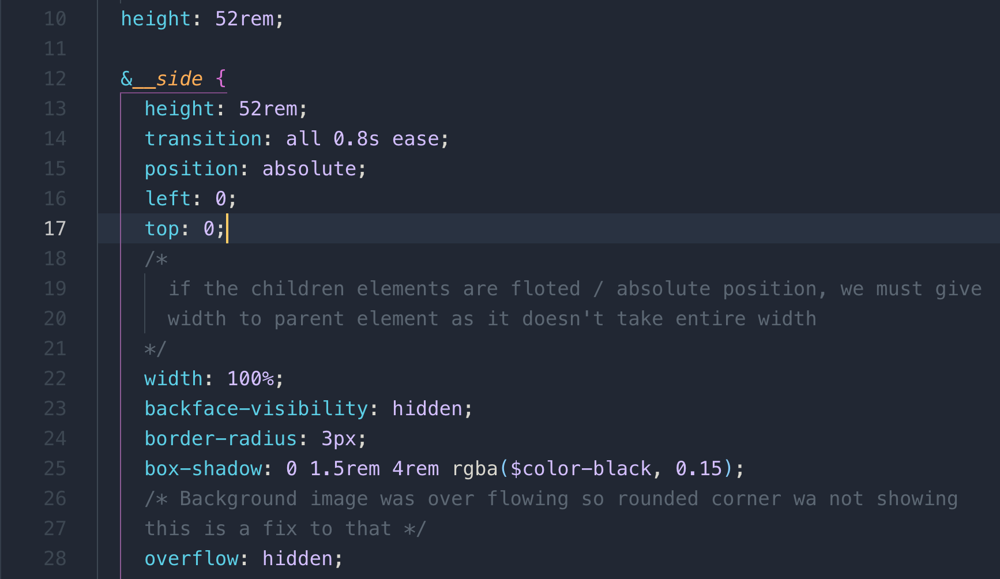 10 height: 52rem;
11
12 &__side {
13 height: 52rem;
14 transition: all 0.8s ease;
15 position: absolute;
16 left: 0;
17 top: 0;
18 /*
19 if the children elements are floted / absolute position, we must give
20 width to parent element as it doesn't take entire width
21 */
22 width: 100%;
23 backface-visibility: hidden;
24 border-radius: 3px;
25 box-shadow: 0 1.5rem 4rem rgba($color-black, 0.15);
26 /* Background image was over flowing so rounded corner wa not showing
27 this is a fix to that */
28 overflow: hidden;